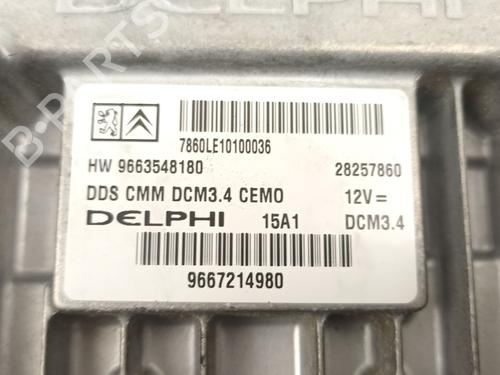 DELPHI
7860LE10100036
HW 9663548180 28257860
DDS CMM DCM3.4 CEMO 12V=
DELPHI 15A1 DCM3.4
9667214980
B-Parts